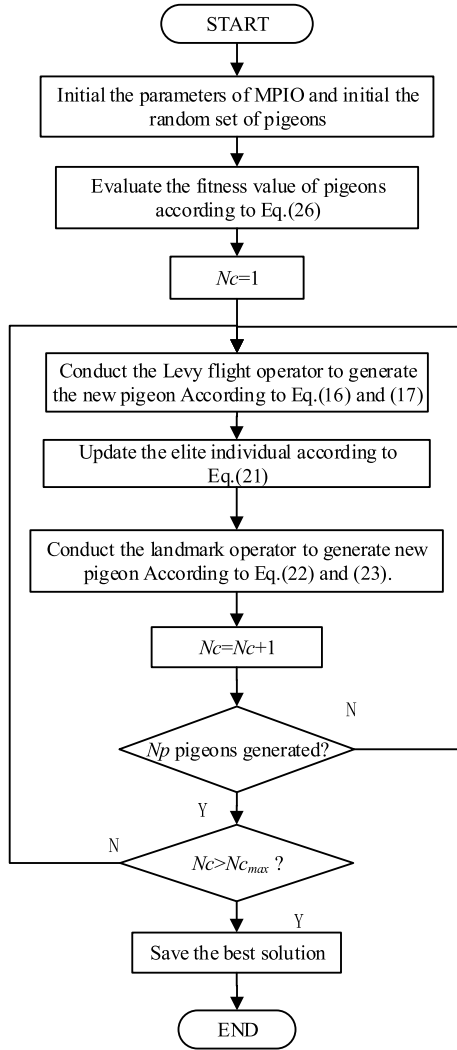 START
Initial the parameters of MPIO and initial the
random set of pigeons
Evaluate the fitness value of pigeons
according to Eq.(26)
Nc=1
Conduct the Levy flight operator to generate
the new pigeon According to Eq.(16) and (17)
Update the elite individual according to
Eq.(21)
Conduct the landmark operator to generate new
pigeon According to Eq.(22) and (23).
Nc=Nc+1
N
Np pigeons generated?
Y
N
Nc>Ncmax ?
Y
Save the best solution
END